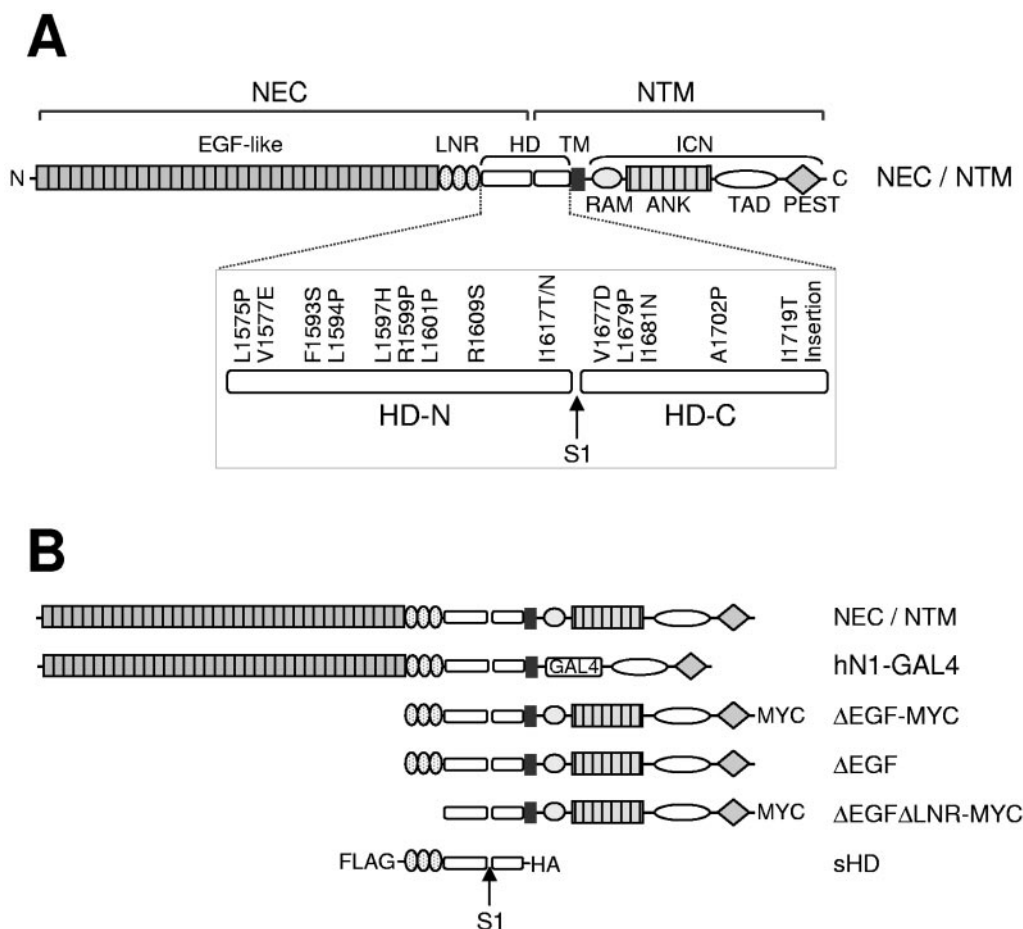 A
NEC NTM
EGF-like LNR HD TM ICN
N C NEC / NTM
RAM ANK TAD PEST
L1575P V1577E F1593S L1594P L1597H R1599P L1601P R1609S I1617T/N V1677D L1679P I1681N A1702P I1719T Insertion
HD-N HD-C
S1
B
NEC / NTM
GAL4 hN1-GAL4
MYC ΔEGF-MYC
ΔEGF
MYC ΔEGFΔLNR-MYC
FLAG HA sHD
S1